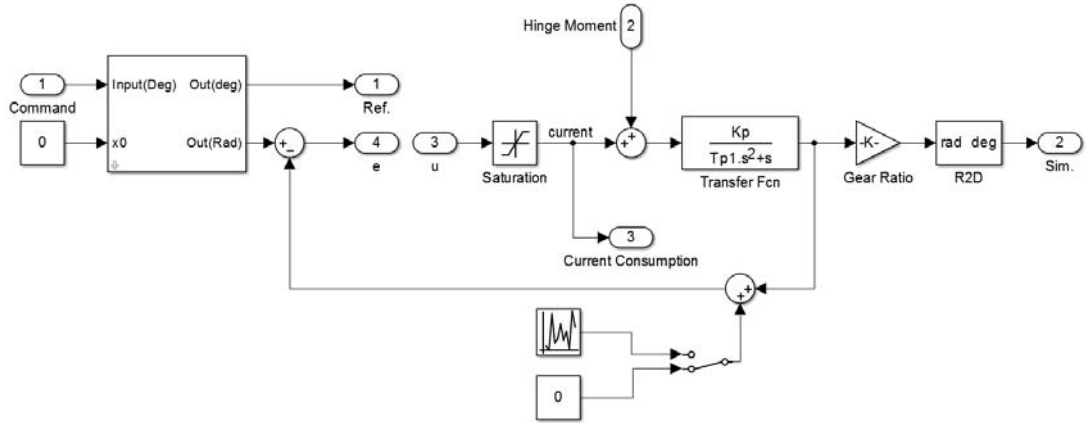 Hinge Moment
2
1
Command
Input(Deg)
Out(deg)
1
Ref.
0
x0
Out(Rad)
+
-
4
e
3
u
Saturation
current
+
+
Kp
Tp1.s²+s
Transfer Fcn
-K-
Gear Ratio
rad deg
R2D
2
Sim.
3
Current Consumption
+
+
0